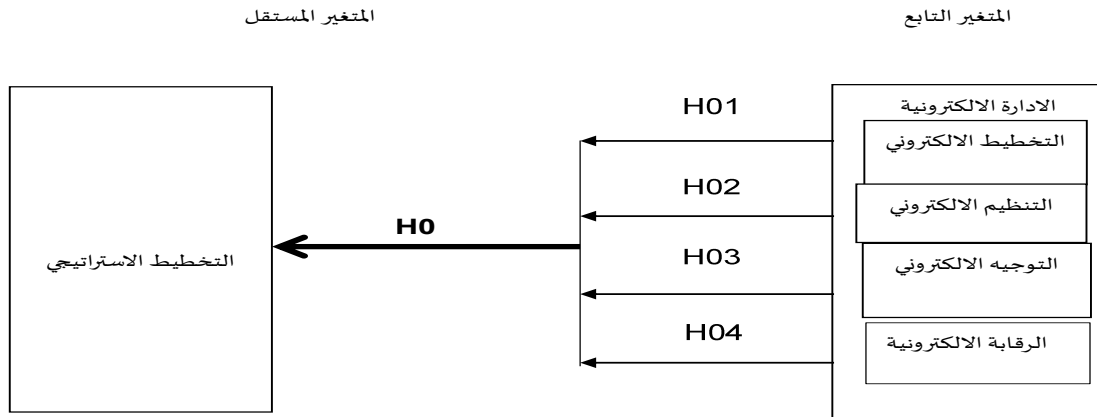 المتغير التابع
المتغير المستقل
الادارة الالكترونية
التخطيط الالكتروني
التنظيم الالكتروني
التوجيه الالكتروني
الرقابة الالكترونية
H01
H02
H03
H04
H0
التخطيط الاستراتيجي